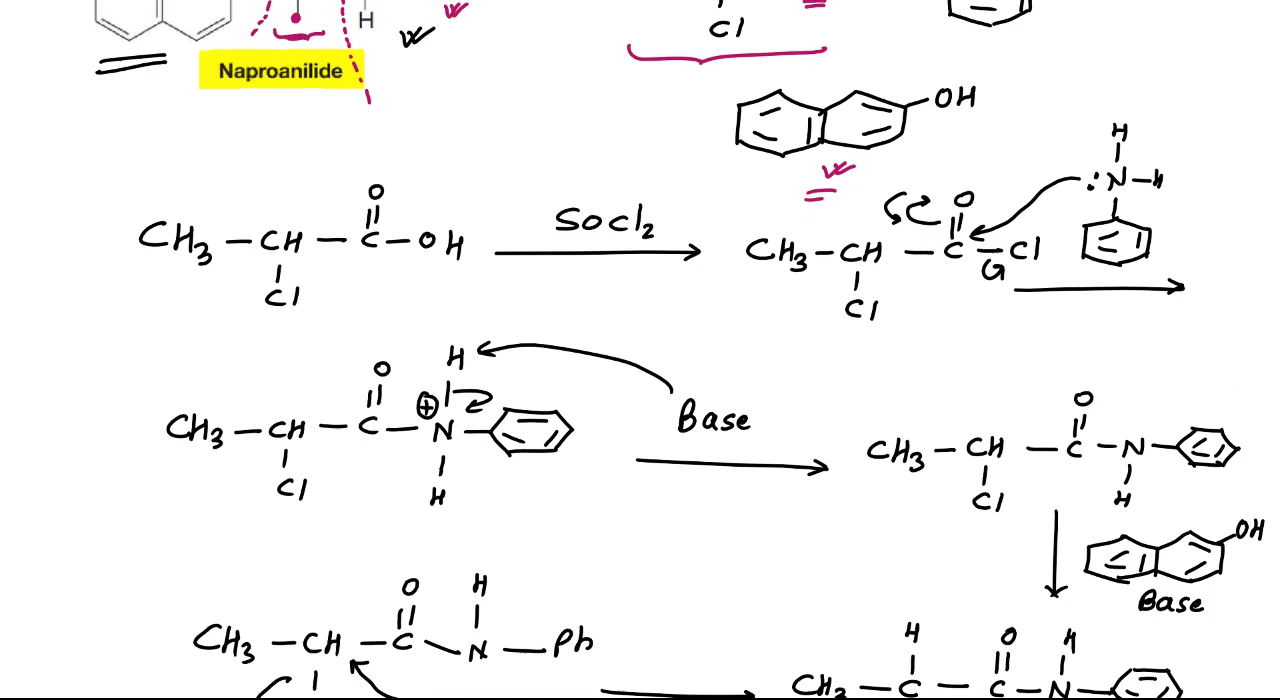 H
Cl
Naproanilide
OH
H
O
:N-H
CH3-CH-C-OH
SOCl2
O
CH3-CH-C-Cl
Cl
Cl
O
H
Base
CH3-CH-C-N
⊕
Cl
H
O
CH3-CH-C-N
Cl
H
OH
Base
O
H
CH3-CH-C-N-Ph
H
O
H
CH3-C-C-N